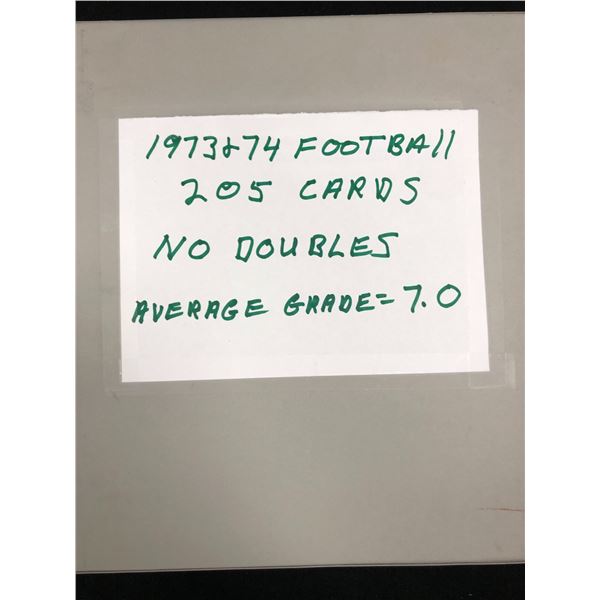 1973 & 74 FOOTBALL
205 CARDS
NO DOUBLES
AVERAGE GRADE = 7.0